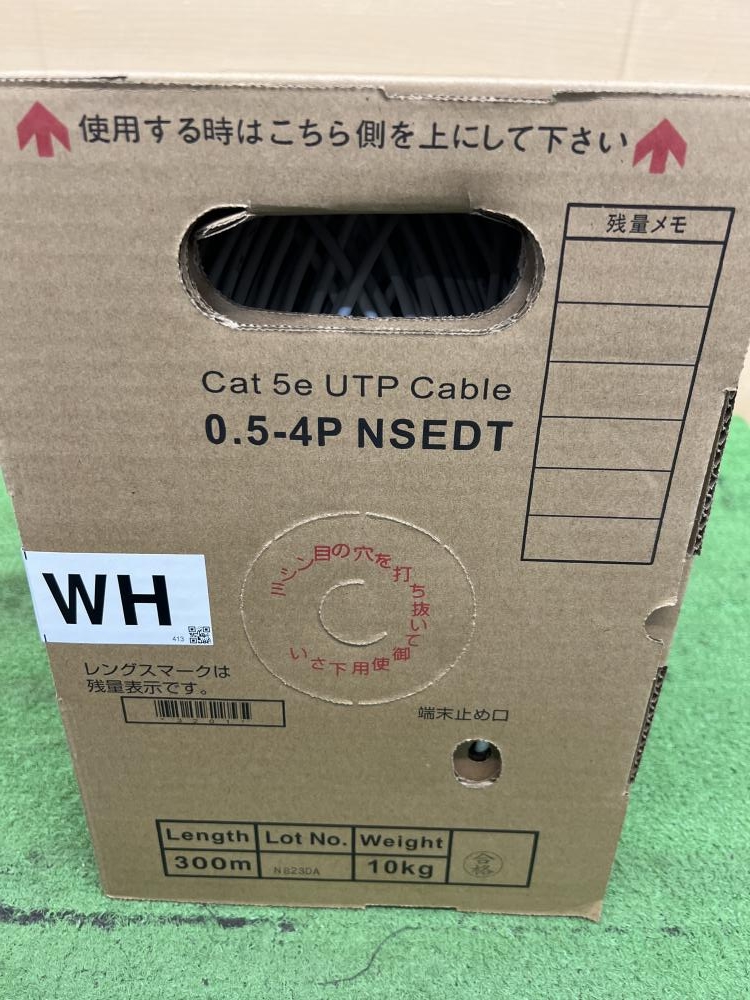 使用する時はこちら側を上にして下さい
残量メモ
Cat 5e UTP Cable
0.5-4P NSEDT
ミシン目の穴を打ち抜いて御使用下さい
WH
413
レングスマークは
残量表示です。
端末止め口
Length Lot No. Weight
300m N823DA 10kg
合格